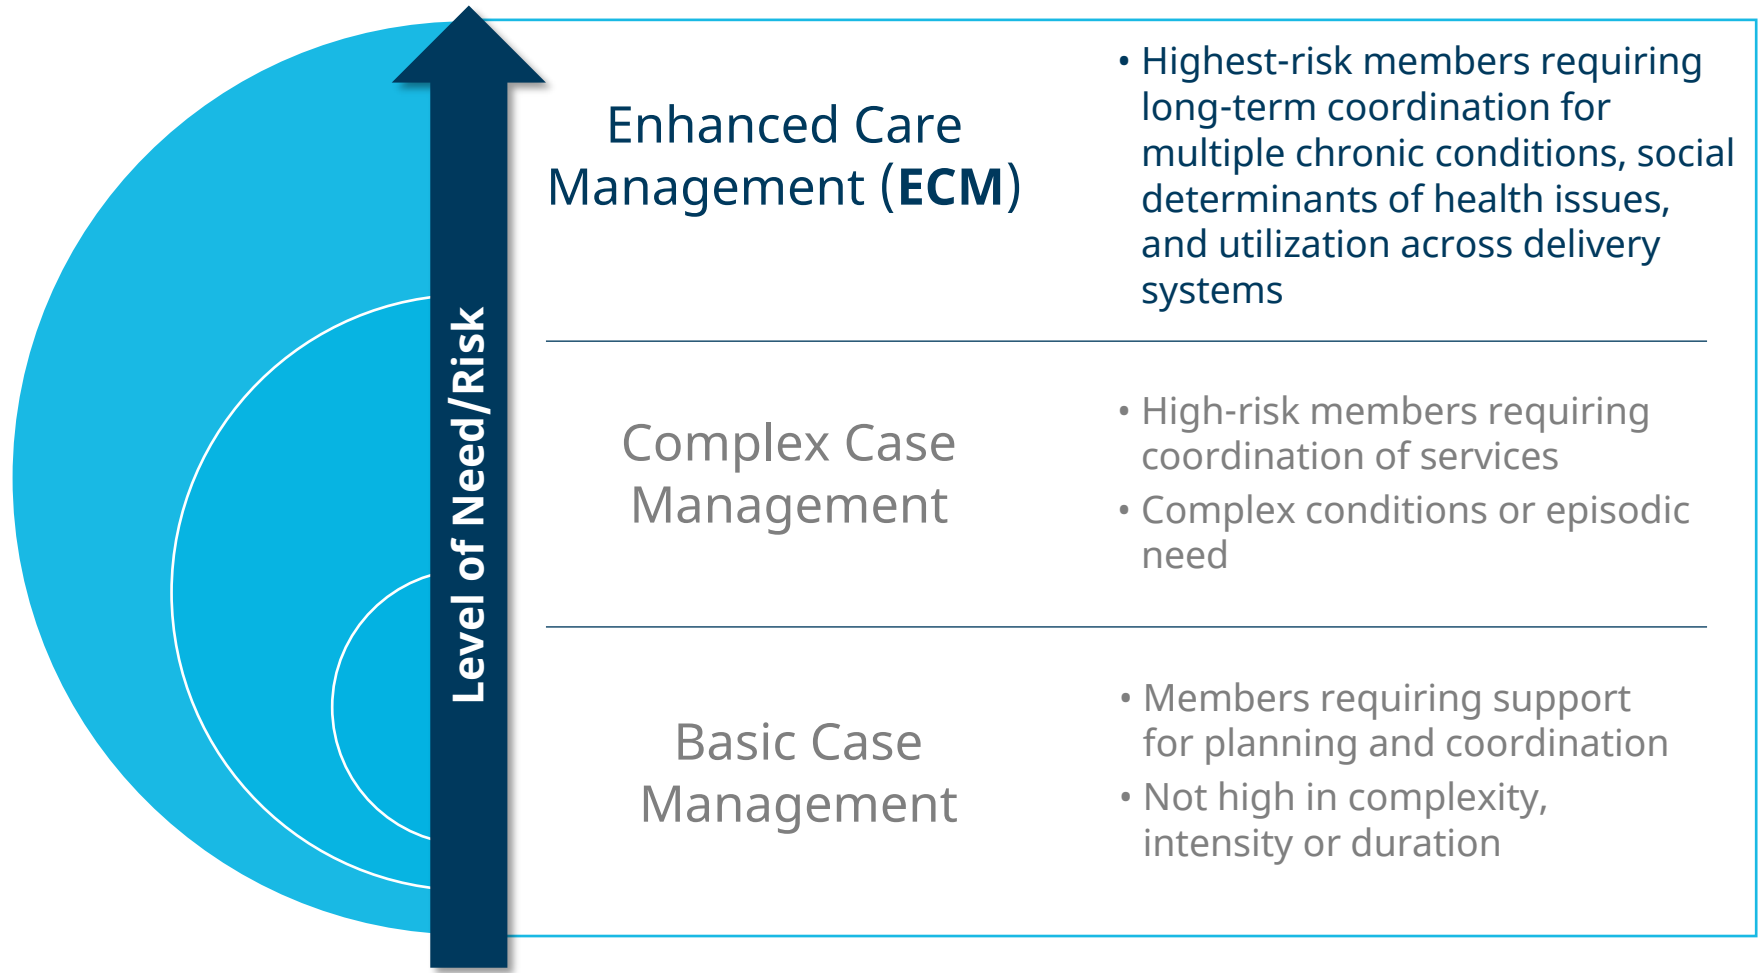 Level of Need/Risk
Enhanced Care
Management (ECM)
• Highest-risk members requiring
long-term coordination for
multiple chronic conditions, social
determinants of health issues,
and utilization across delivery
systems
Complex Case
Management
• High-risk members requiring
coordination of services
• Complex conditions or episodic
need
Basic Case
Management
• Members requiring support
for planning and coordination
• Not high in complexity,
intensity or duration